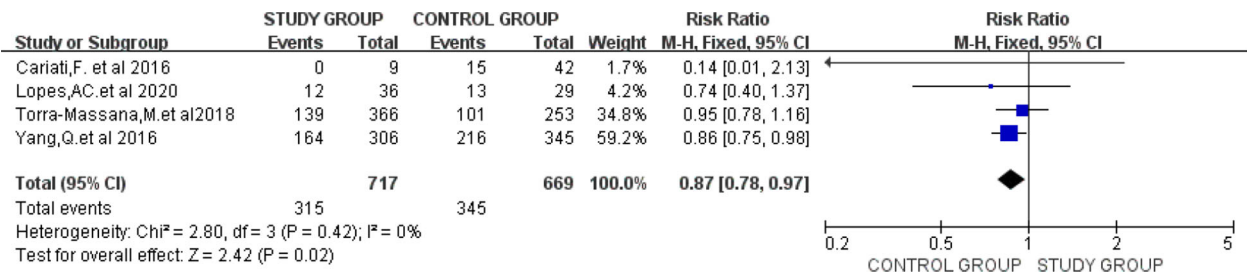 STUDY GROUP CONTROL GROUP Risk Ratio Risk Ratio
Study or Subgroup Events Total Events Total Weight M-H, Fixed, 95% CI M-H, Fixed, 95% CI
Cariati,F. et al 2016 0 9 15 42 1.7% 0.14 [0.01, 2.13]
Lopes,AC.et al 2020 12 36 13 29 4.2% 0.74 [0.40, 1.37]
Torra-Massana,M.et al2018 139 366 101 253 34.8% 0.95 [0.78, 1.16]
Yang,Q.et al 2016 164 306 216 345 59.2% 0.86 [0.75, 0.98]
Total (95% CI) 717 669 100.0% 0.87 [0.78, 0.97]
Total events 315 345
Heterogeneity: Chi² = 2.80, df = 3 (P = 0.42); I² = 0%
Test for overall effect: Z = 2.42 (P = 0.02)
0.2 0.5 1 2 5
CONTROL GROUP STUDY GROUP